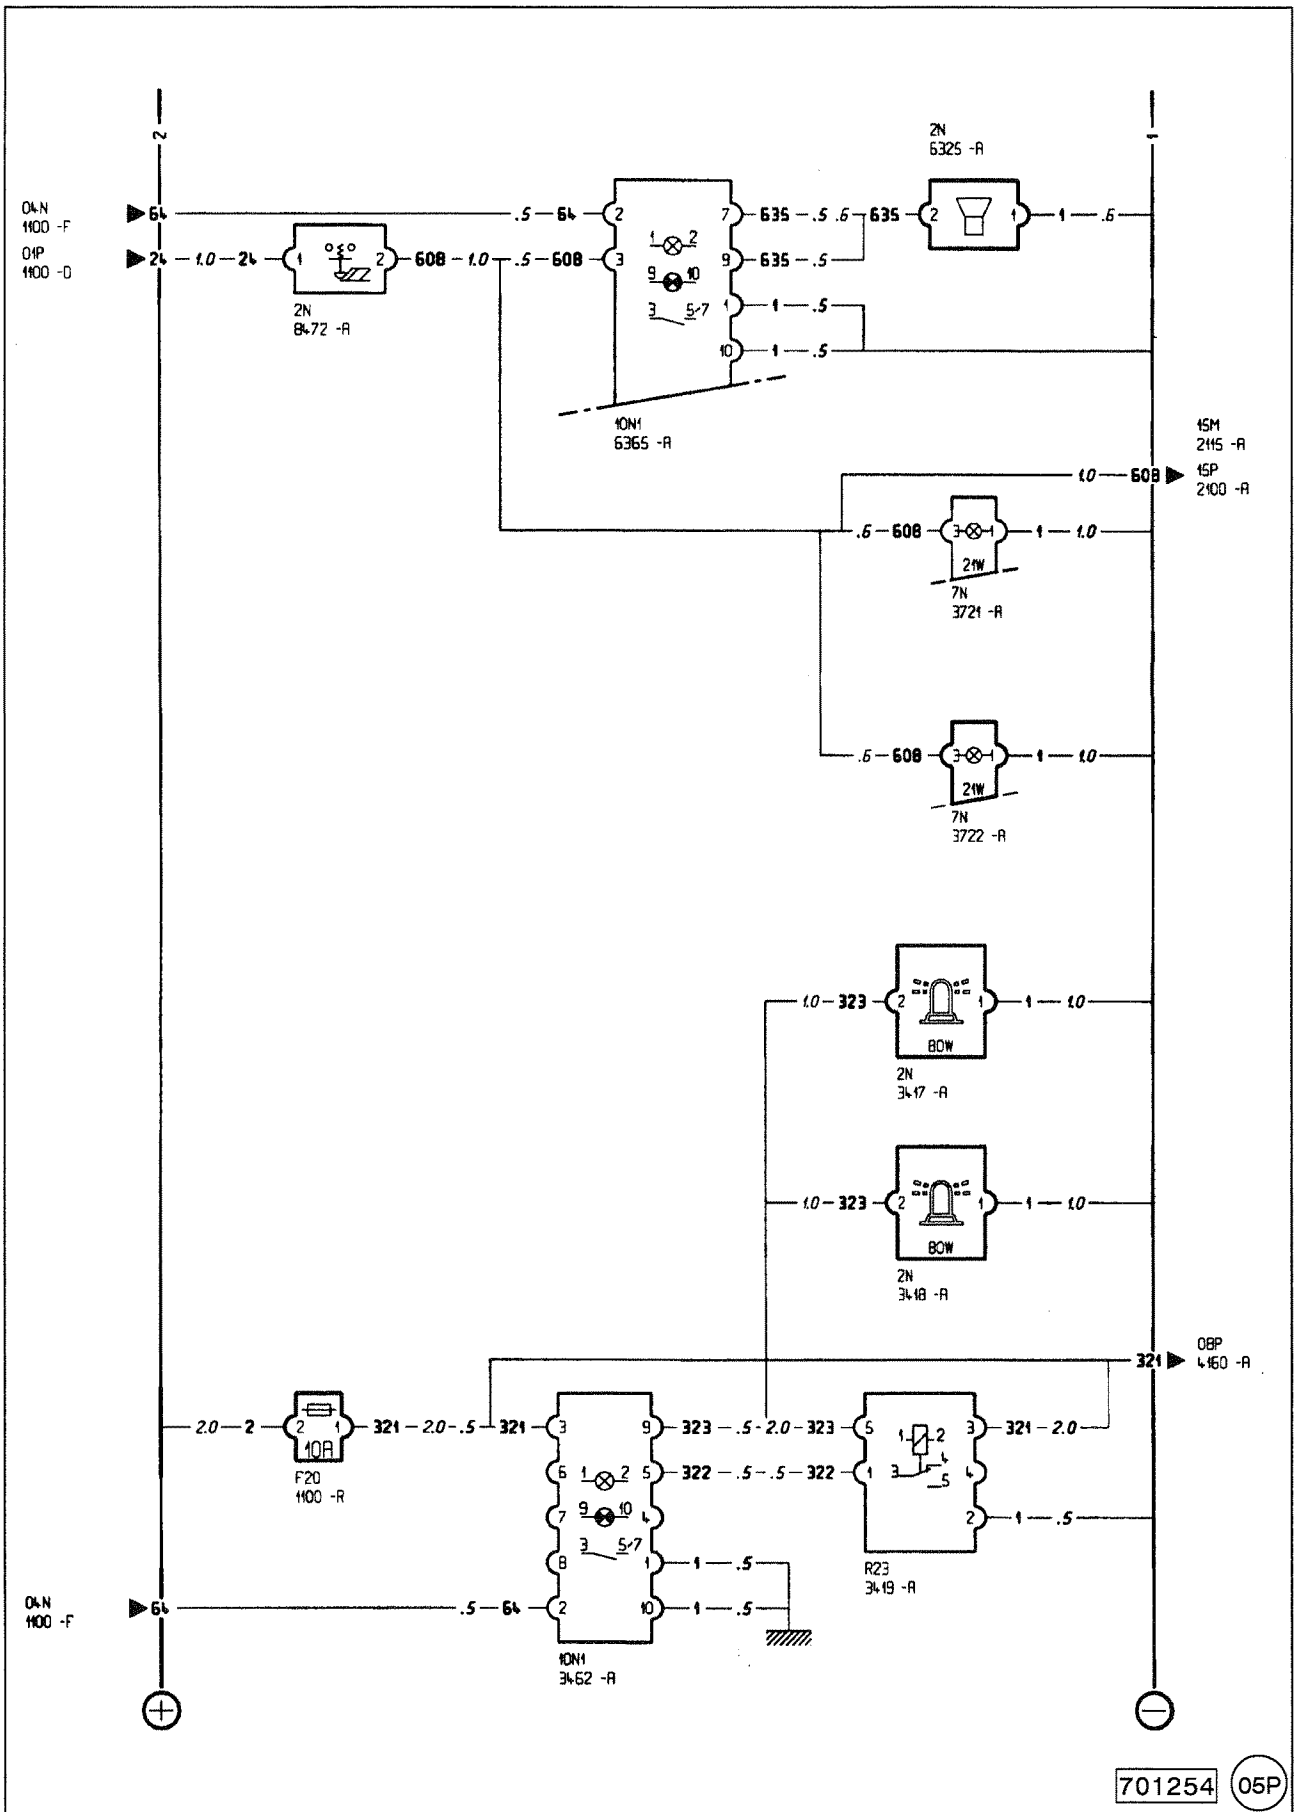 2
1
2N
6325 -A
04N
1100 -F
64 .5 64 2 7 635 .5 .6 635 2 1 1 .6
01P
1100 -D
24 1.0 24 1 2 608 1.0 .5 608 3 9 635 .5
1 2
9 10
3 5-7
2N
8472 -A
1 1 .5
10 1 .5
10N1
6365 -A
15M
2115 -A
1.0 608
15P
2100 -A
.6 608 3 1 1 1.0
21W
7N
3721 -A
.6 608 3 1 1 1.0
21W
7N
3722 -A
1.0 323 2 1 1 1.0
80W
2N
3417 -A
1.0 323 2 1 1 1.0
80W
2N
3418 -A
321
08P
4160 -A
2.0 2 2 1 321 2.0 .5 321 3 9 323 .5 2.0 323 5 3 321 2.0
10A
F20
1100 -R
6 1 2 5 322 .5 .5 322 1 4
1 2
3 4
5
7 9 10 4
2 1 .5
8 3 5-7 1 1 .5
R23
3419 -A
04N
1100 -F
64 .5 64 2 10 1 .5
10N1
3462 -A
+
−
701254 05P